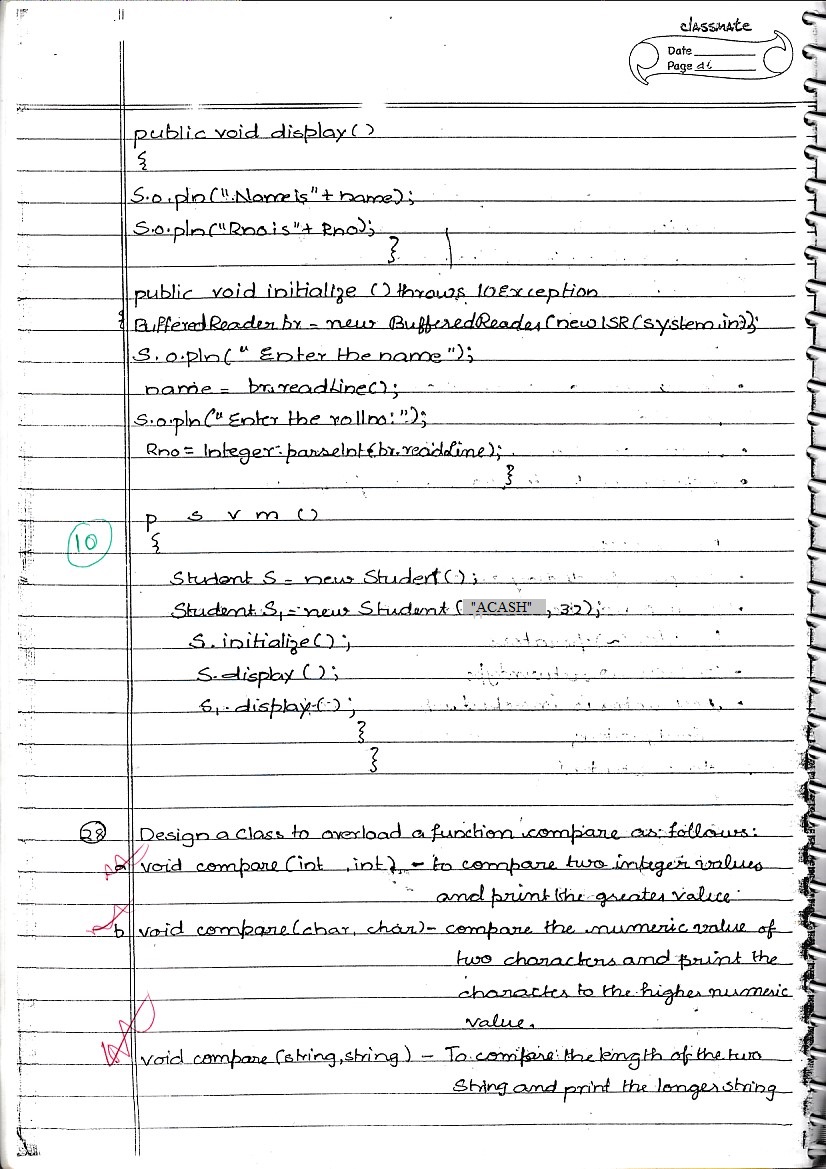 classmate
Date
Page
public void display()
{
S.o.pln(".Name is"+ name);
S.o.pln("Rno is"+ Rno);
}
public void initialize () throws IOException
{ BufferedReader br = new BufferedReader(new ISR(system.in));
S.o.pln(" Enter the name ");
name = br.readLine();
S.o.pln(" Enter the rollno: ");
Rno = Integer.parseInt(br.readLine);
}
p s v m ()
10
{
Student S = new Student();
Student S1 = new Student ( "ACASH" , 32);
S.initialize();
S.display ();
S1.display();
}
}
28 Design a class to overload a function compare as follows:
a void compare (int ,int) - to compare two integer values
and print the greater value.
b void compare(char, char) - compare the numeric value of
two characters and print the
character to the higher numeric
value.
void compare (string,string) - To compare the length of the two
String and print the longer string